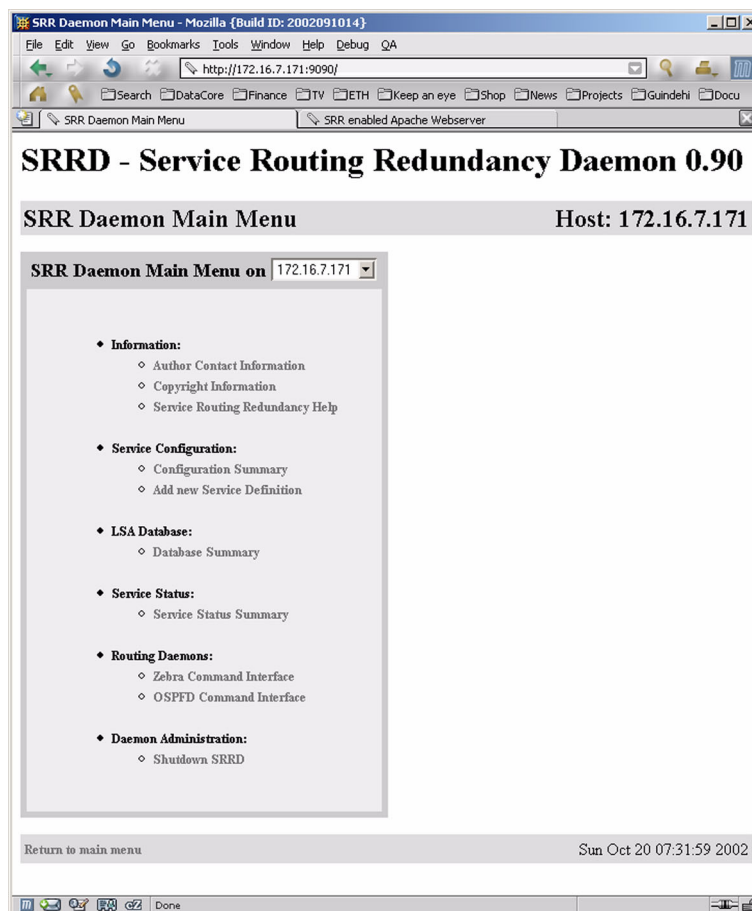 SRR Daemon Main Menu - Mozilla {Build ID: 2002091014}
File Edit View Go Bookmarks Tools Window Help Debug QA
http://172.16.7.171:9090/
Search DataCore Finance TV ETH Keep an eye Shop News Projects Guindehi Docu
SRR Daemon Main Menu SRR enabled Apache Webserver
SRRD - Service Routing Redundancy Daemon 0.90
SRR Daemon Main Menu Host: 172.16.7.171
SRR Daemon Main Menu on 172.16.7.171
Information:
Author Contact Information
Copyright Information
Service Routing Redundancy Help
Service Configuration:
Configuration Summary
Add new Service Definition
LSA Database:
Database Summary
Service Status:
Service Status Summary
Routing Daemons:
Zebra Command Interface
OSPFD Command Interface
Daemon Administration:
Shutdown SRRD
Return to main menu Sun Oct 20 07:31:59 2002
Done